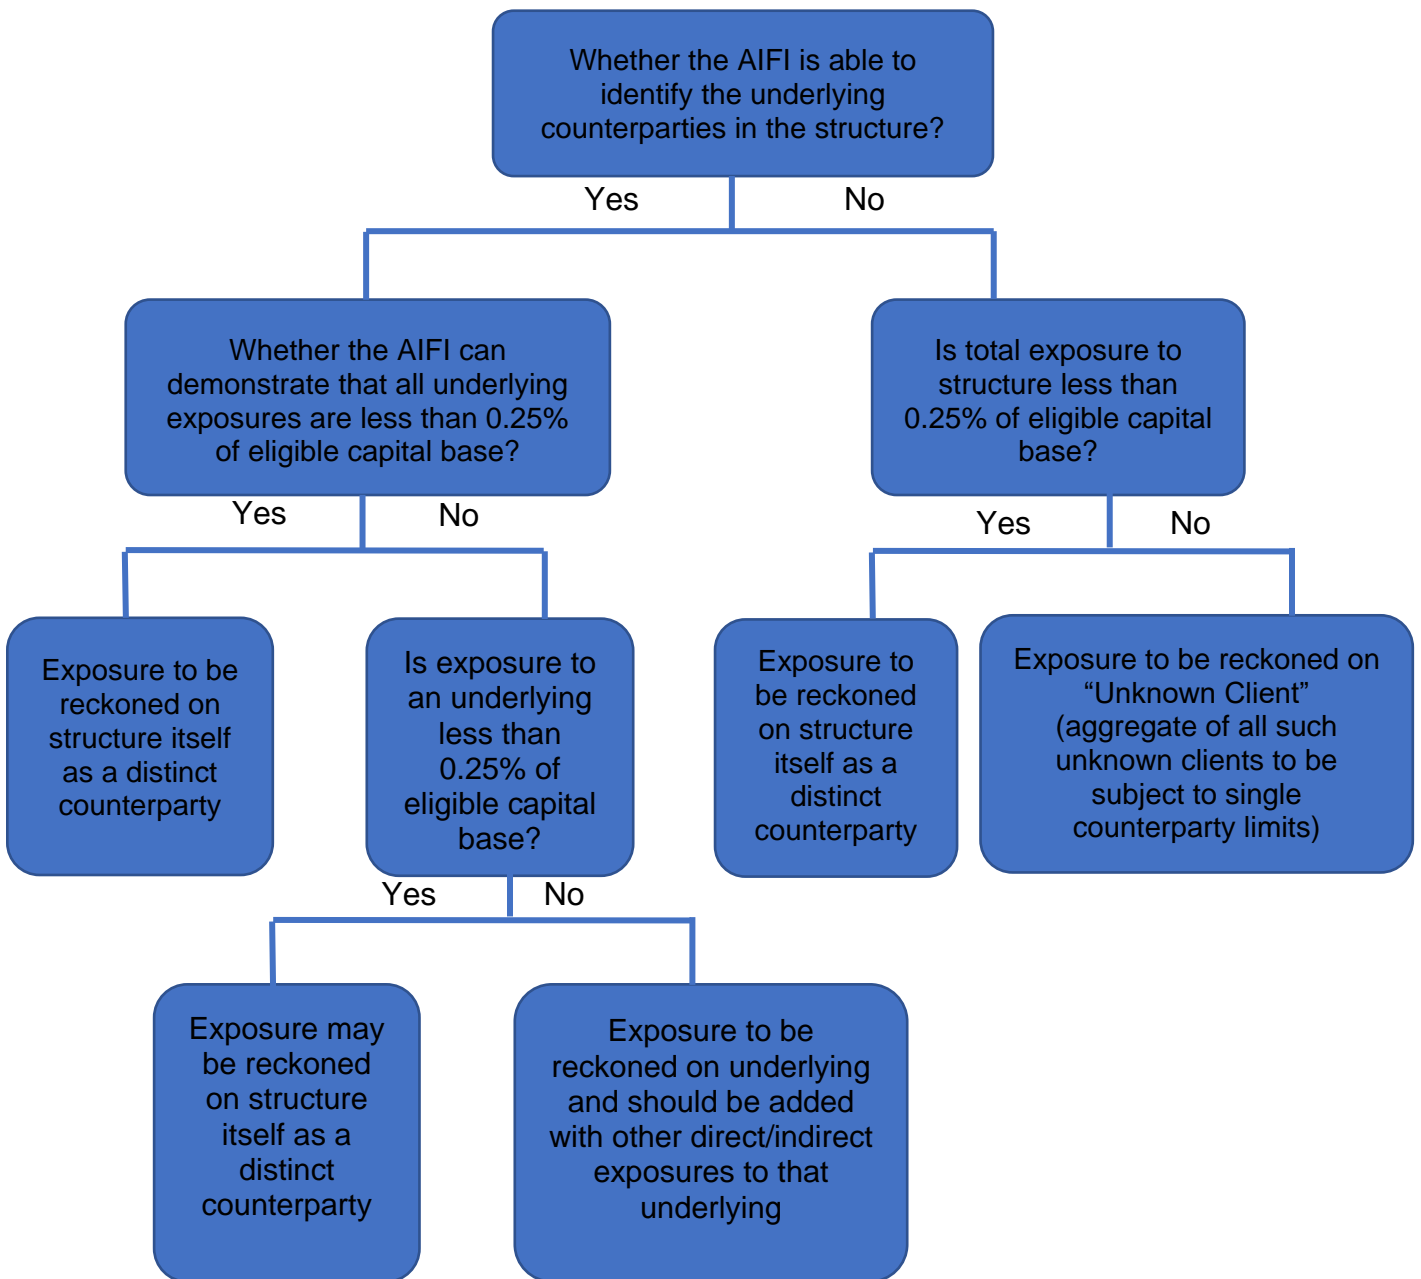 Whether the AIFI is able to
identify the underlying
counterparties in the structure?
Yes
No
Whether the AIFI can
demonstrate that all underlying
exposures are less than 0.25%
of eligible capital base?
Is total exposure to
structure less than
0.25% of eligible capital
base?
Yes
No
Yes
No
Exposure to be
reckoned on
structure itself
as a distinct
counterparty
Is exposure to
an underlying
less than
0.25% of
eligible capital
base?
Exposure to
be reckoned
on structure
itself as a
distinct
counterparty
Exposure to be reckoned on
“Unknown Client”
(aggregate of all such
unknown clients to be
subject to single
counterparty limits)
Yes
No
Exposure may
be reckoned
on structure
itself as a
distinct
counterparty
Exposure to be
reckoned on underlying
and should be added
with other direct/indirect
exposures to that
underlying